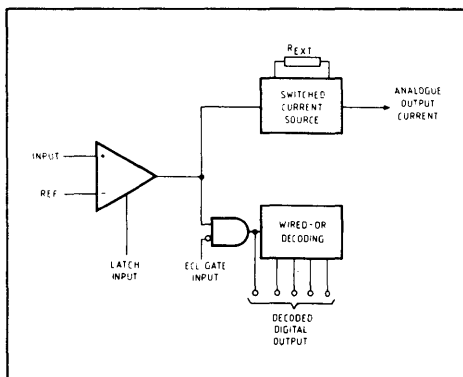 R EXT
SWITCHED
CURRENT
SOURCE
ANALOGUE
OUTPUT
CURRENT
INPUT
+
REF
-
LATCH
INPUT
ECL GATE
INPUT
WIRED-OR
DECODING
DECODED
DIGITAL
OUTPUT